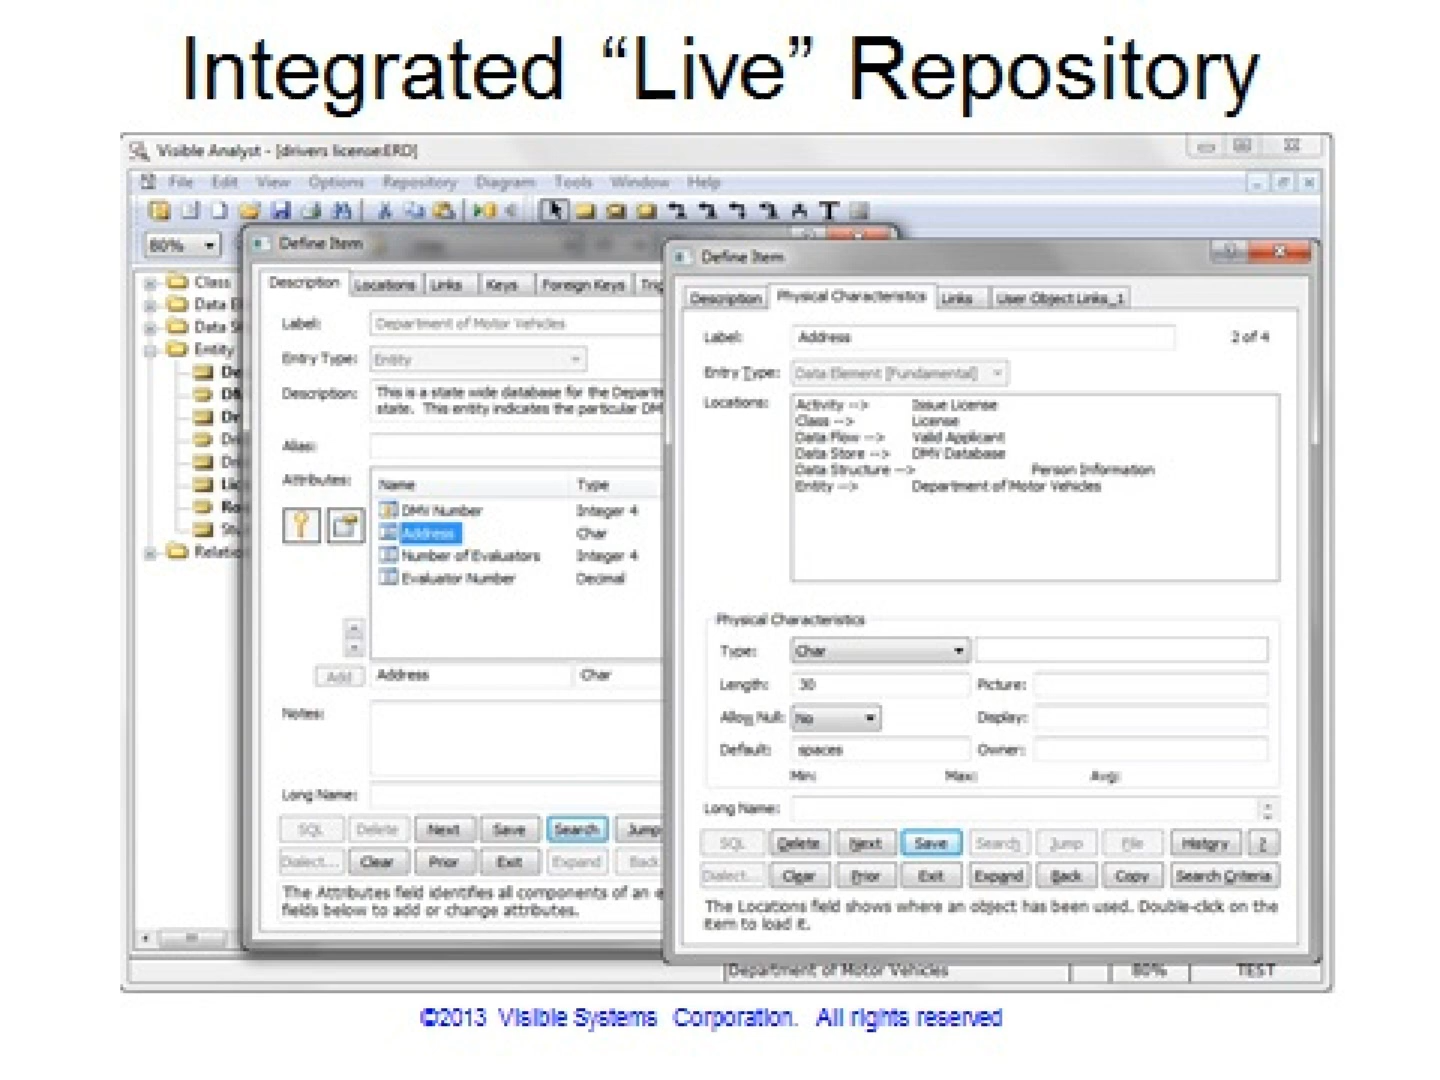 Integrated “Live” Repository
Visible Analyst - [drivers license:ERD]
File Edit View Options Repository Diagram Tools Window Help
80%
Class
Data
Data
Entity
Define Item
Description Locations Links Keys Foreign Keys
Label: Department of Motor Vehicles
Entry Type: Entity
Description: This is a state wide database for the
state. This entity indicates the particular
Alias:
Attributes: Name Type
DMV Number Integer 4
Address Char
Number of Evaluators Integer 4
Evaluator Number Decimal
Add Address Char
Notes:
Long Name:
SQL Delete Next Save Search Jump
Dialect... Clear Prior Exit Expand Back
The Attributes field identifies all components of an
fields below to add or change attributes.
Define Item
Description Physical Characteristics Links User Object Links_1
Label: Address 2 of 4
Entry Type: Data Element [Fundamental]
Locations: Activity --> Issue License
Class --> License
Data Flow --> Valid Applicant
Data Store --> DMV Database
Data Structure --> Person Information
Entity --> Department of Motor Vehicles
Physical Characteristics
Type: Char
Length: 30 Picture:
Allow Null: No Display:
Default: spaces Owner:
Min: Max: Avg:
Long Name:
SQL Delete Next Save Search Jump File History ?
Dialect... Clear Prior Exit Expand Back Copy Search Criteria
The Locations field shows where an object has been used. Double-click on the
item to load it.
Department of Motor Vehicles 80% TEST
©2013 Visible Systems Corporation. All rights reserved